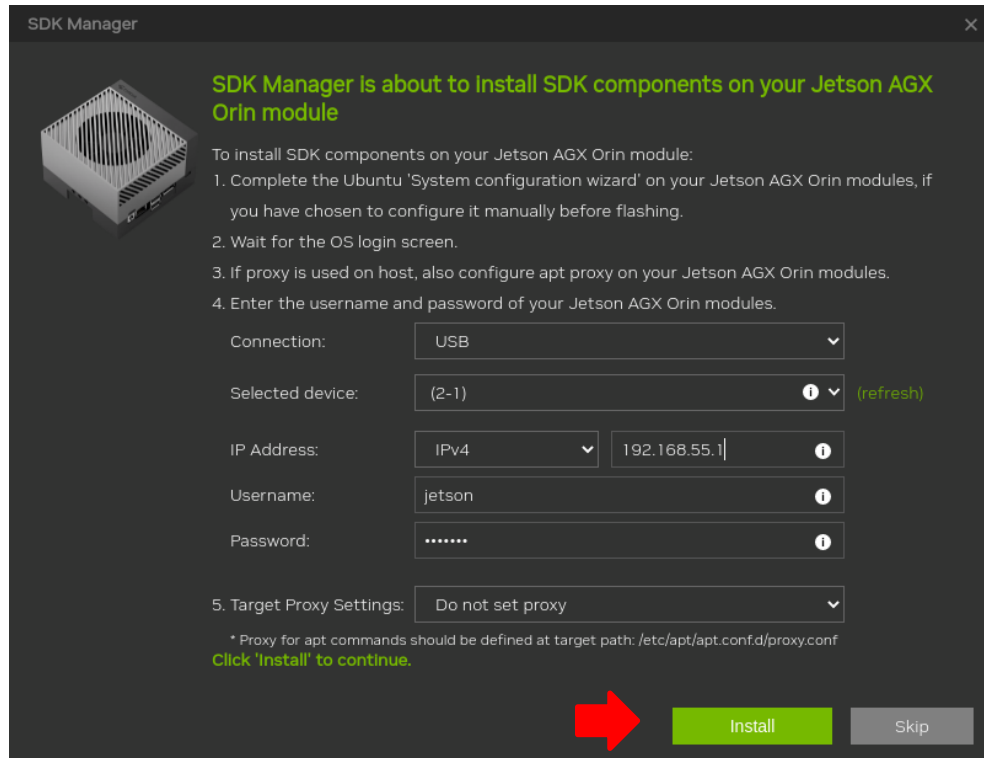 SDK Manager
SDK Manager is about to install SDK components on your Jetson AGX
Orin module
To install SDK components on your Jetson AGX Orin module:
1. Complete the Ubuntu 'System configuration wizard' on your Jetson AGX Orin modules, if
you have chosen to configure it manually before flashing.
2. Wait for the OS login screen.
3. If proxy is used on host, also configure apt proxy on your Jetson AGX Orin modules.
4. Enter the username and password of your Jetson AGX Orin modules.
Connection: USB
Selected device: (2-1) (refresh)
IP Address: IPv4 192.168.55.1
Username: jetson
Password: •••••••
5. Target Proxy Settings: Do not set proxy
* Proxy for apt commands should be defined at target path: /etc/apt/apt.conf.d/proxy.conf
Click 'Install' to continue.
Install Skip